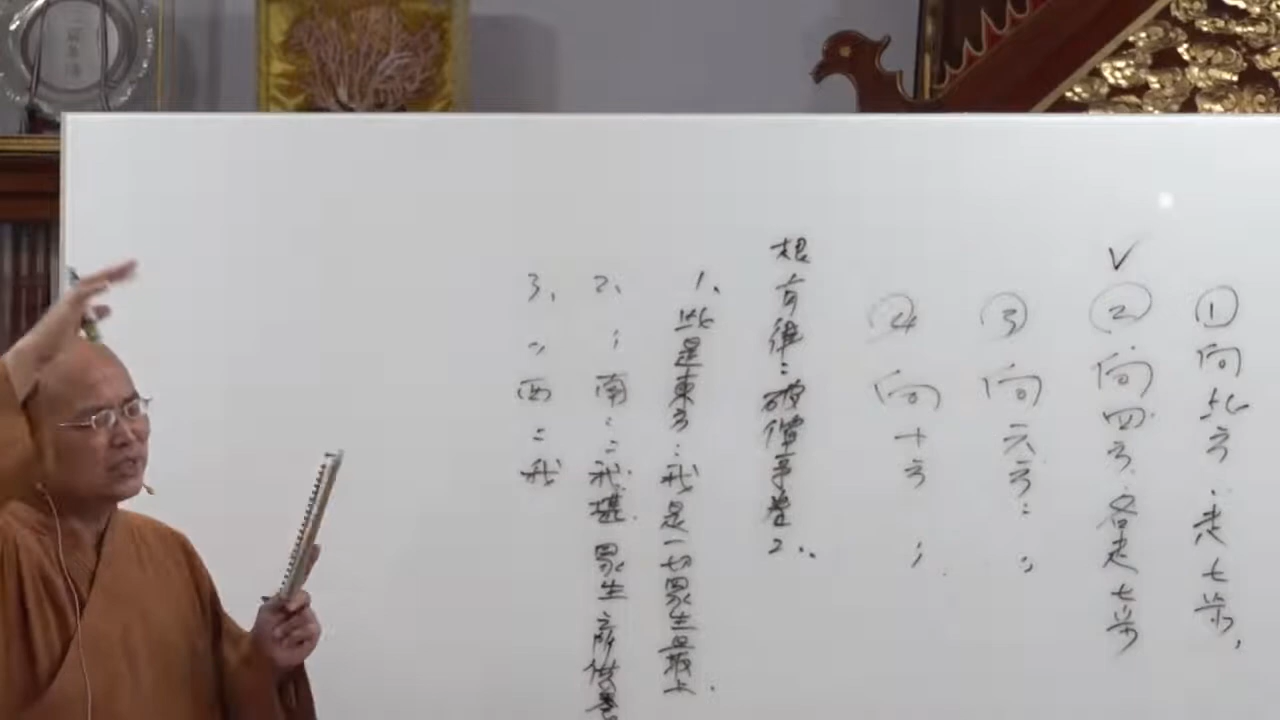 ①向北方：走七步，
✓②向四方：各走七步
③向六方：〃
④向十方 〃.
根有律：破僧事卷2：
1、此是東方：我是一切眾生最上.
2、〃南：：我堪.眾生所供養
3、〃西：我